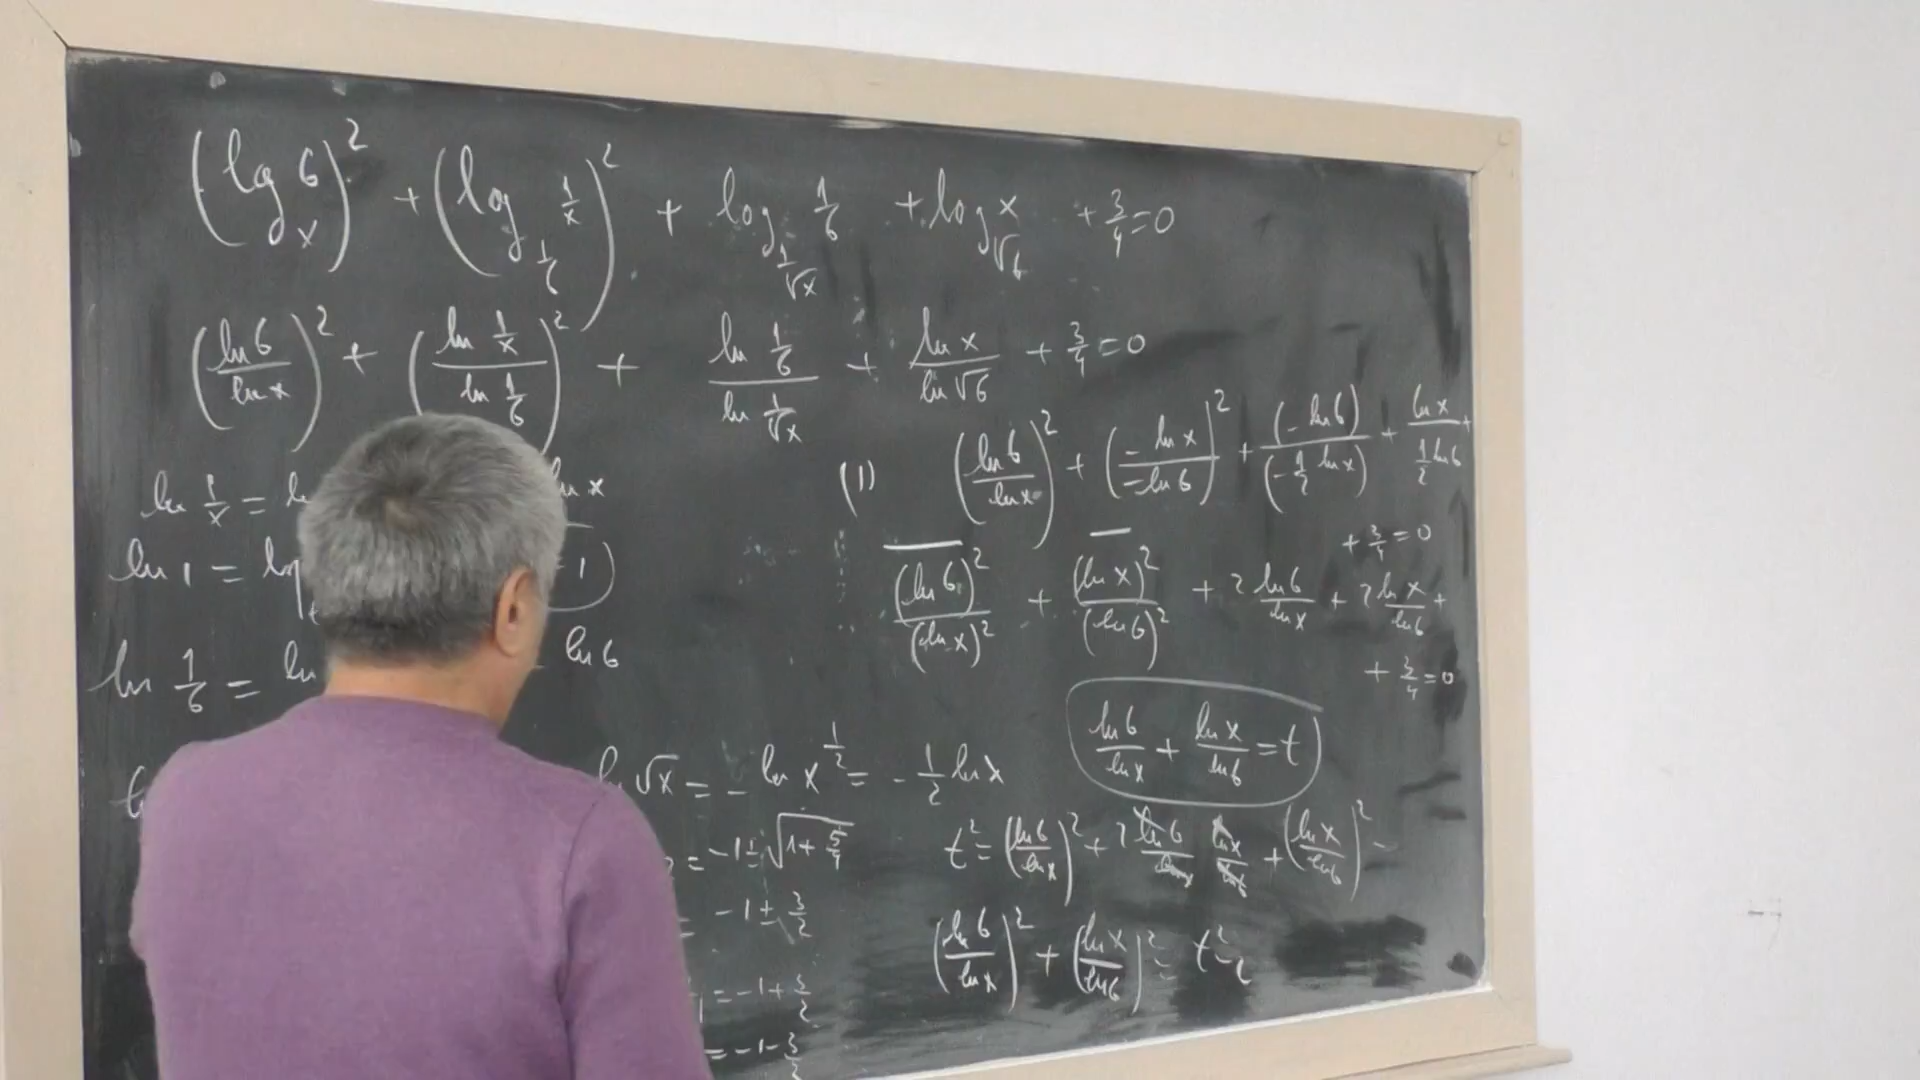 (log_x 6)² + (log_{1/6} 1/x)² + log_{1/√x} 1/6 + log_{√6} x + 3/4 = 0
(ln 6 / ln x)² + (ln 1/x / ln 1/6)² + ln 1/6 / ln 1/√x + ln x / ln √6 + 3/4 = 0
ln 1/x = ln x
ln 1 = log 1)
ln 1/6 = ln ln 6
√x = - ln x^{1/2} = - 1/2 ln x
= -1 ± √(1 + 5/4)
= -1 ± 3/2
= -1 + 3/2
= -1 - 3/2
(1) (ln 6 / ln x)² + (- ln x / - ln 6)² + (- ln 6) / (- 1/2 ln x) + ln x / 1/2 ln 6 +
+ 3/4 = 0
(ln 6)² / (ln x)² + (ln x)² / (ln 6)² + 2 ln 6 / ln x + 2 ln x / ln 6 +
+ 3/4 = 0
ln 6 / ln x + ln x / ln 6 = t
t² = (ln 6 / ln x)² + 2 ln 6 / ln x ln x / ln 6 + (ln x / ln 6)² -
(ln 6 / ln x)² + (ln x / ln 6)² = t² - 2